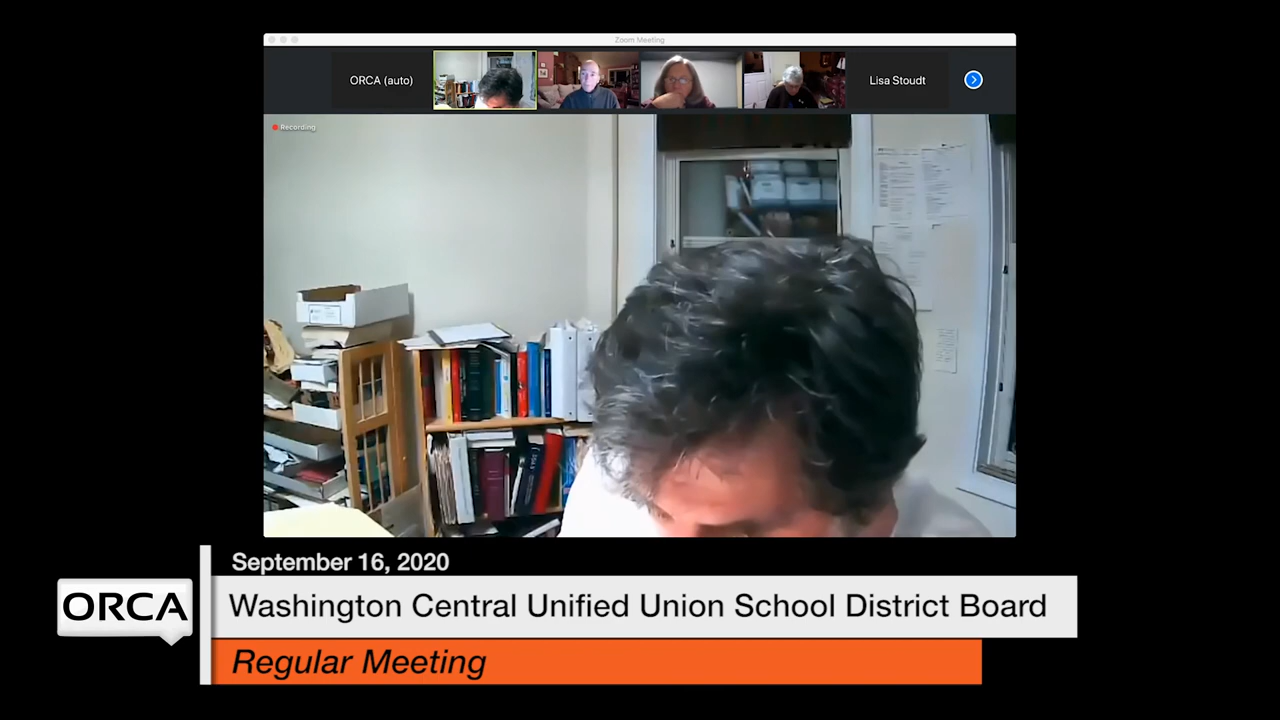 Zoom Meeting
ORCA (auto)
Lisa Stoudt
Recording
September 16, 2020
ORCA
Washington Central Unified Union School District Board
Regular Meeting